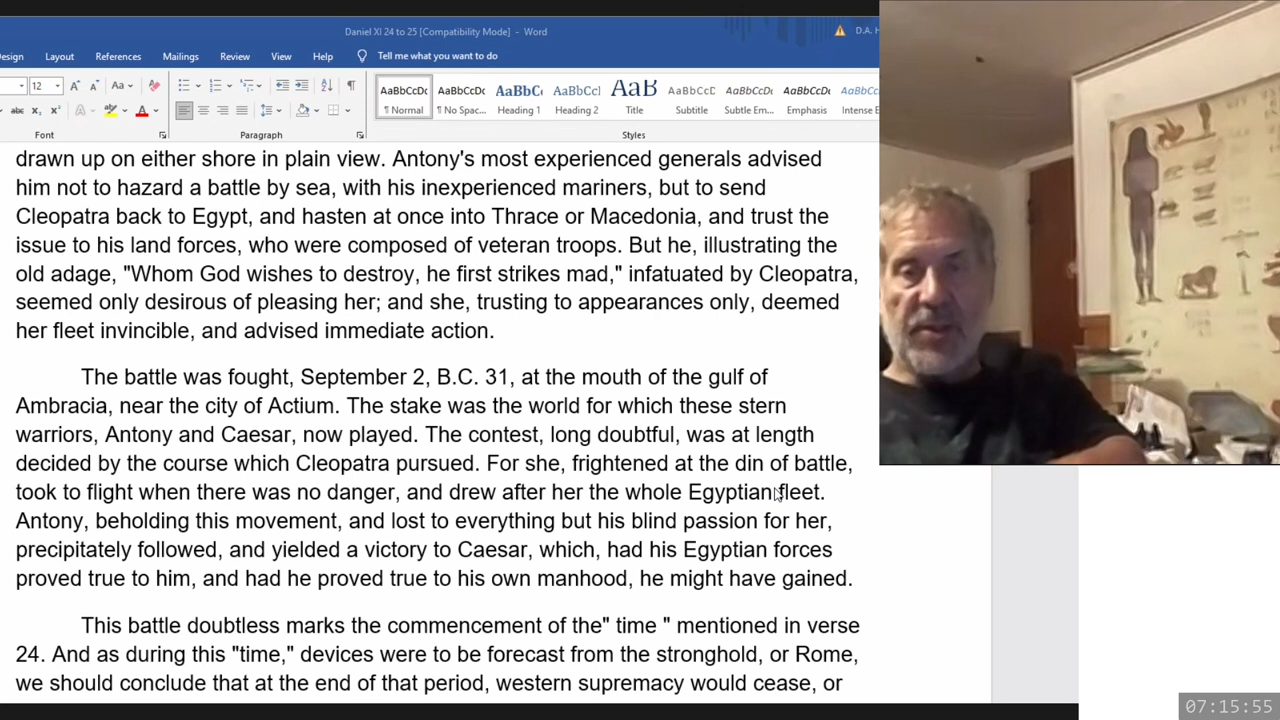 Daniel XI 24 to 25 [Compatibility Mode] - Word
D.A. H
esign Layout References Mailings Review View Help Tell me what you want to do
12 Aa
AaBbCcDc AaBbCcDc AaBbC AaBbCcl AaB AaBbCcD AaBbCcDc AaBbCcDc AaBbCcDc
¶ Normal ¶ No Spac... Heading 1 Heading 2 Title Subtitle Subtle Em... Emphasis Intense E
Font Paragraph Styles
drawn up on either shore in plain view. Antony's most experienced generals advised
him not to hazard a battle by sea, with his inexperienced mariners, but to send
Cleopatra back to Egypt, and hasten at once into Thrace or Macedonia, and trust the
issue to his land forces, who were composed of veteran troops. But he, illustrating the
old adage, "Whom God wishes to destroy, he first strikes mad," infatuated by Cleopatra,
seemed only desirous of pleasing her; and she, trusting to appearances only, deemed
her fleet invincible, and advised immediate action.
The battle was fought, September 2, B.C. 31, at the mouth of the gulf of
Ambracia, near the city of Actium. The stake was the world for which these stern
warriors, Antony and Caesar, now played. The contest, long doubtful, was at length
decided by the course which Cleopatra pursued. For she, frightened at the din of battle,
took to flight when there was no danger, and drew after her the whole Egyptian fleet.
Antony, beholding this movement, and lost to everything but his blind passion for her,
precipitately followed, and yielded a victory to Caesar, which, had his Egyptian forces
proved true to him, and had he proved true to his own manhood, he might have gained.
This battle doubtless marks the commencement of the" time " mentioned in verse
24. And as during this "time," devices were to be forecast from the stronghold, or Rome,
we should conclude that at the end of that period, western supremacy would cease, or
07:15:55